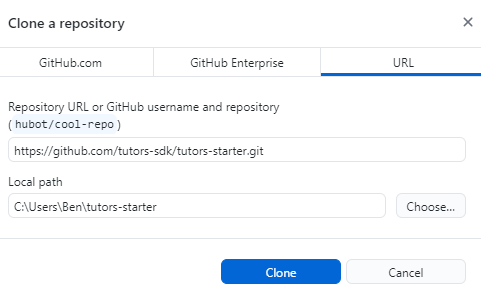 Clone a repository
GitHub.com
GitHub Enterprise
URL
Repository URL or GitHub username and repository
( hubot/cool-repo )
https://github.com/tutors-sdk/tutors-starter.git
Local path
C:\Users\Ben\tutors-starter
Choose...
Clone
Cancel